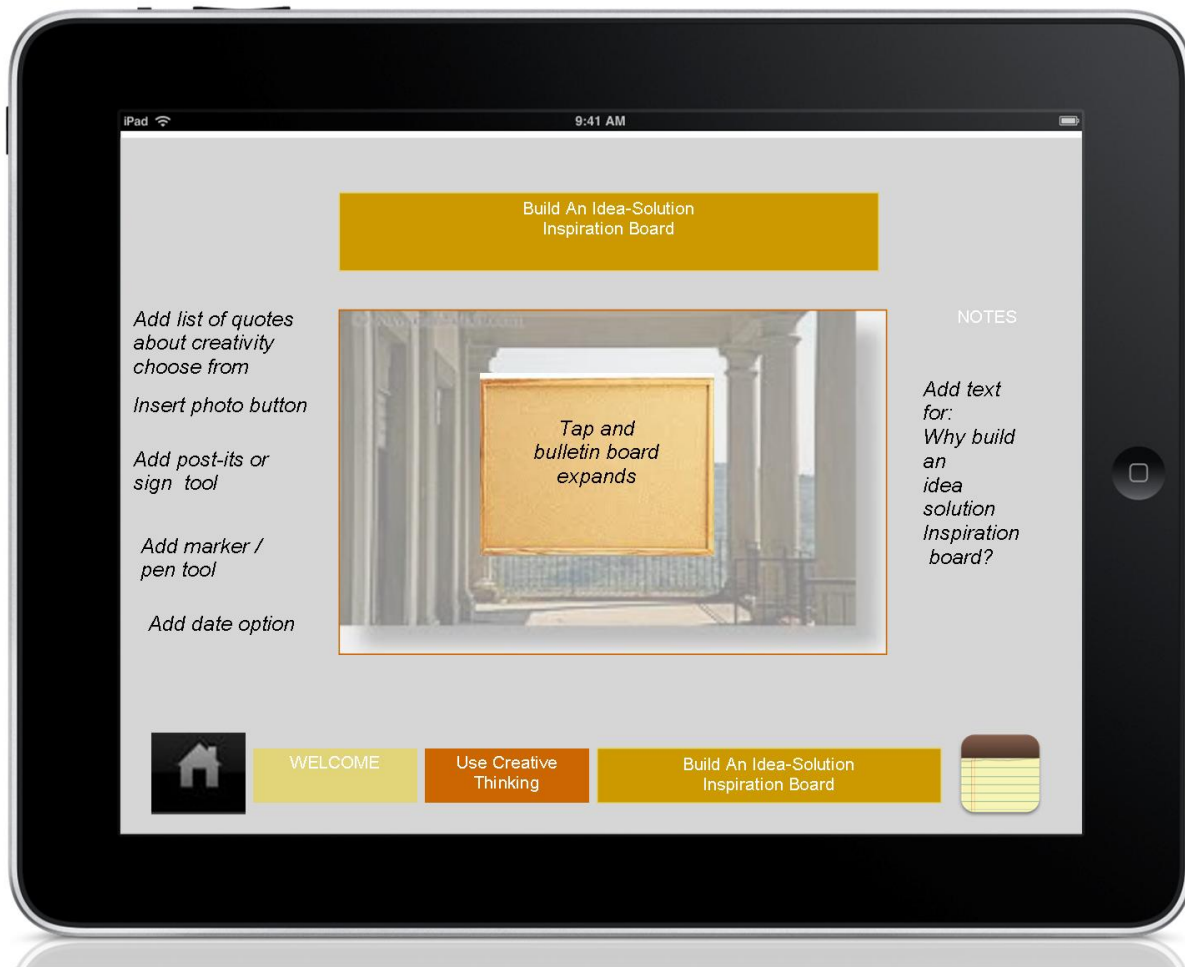 iPad
9:41 AM
Build An Idea-Solution
Inspiration Board
Add list of quotes
about creativity
choose from
Insert photo button
Add post-its or
sign tool
Add marker /
pen tool
Add date option
Tap and
bulletin board
expands
NOTES
Add text
for:
Why build
an
idea
solution
Inspiration
board?
WELCOME
Use Creative
Thinking
Build An Idea-Solution
Inspiration Board